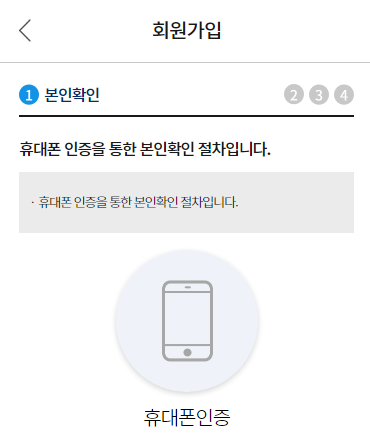 회원가입
1 본인확인 2 3 4
휴대폰 인증을 통한 본인확인 절차입니다.
· 휴대폰 인증을 통한 본인확인 절차입니다.
휴대폰인증